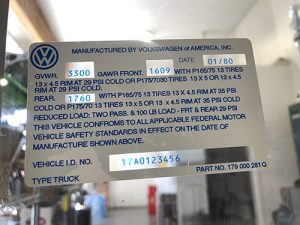 MANUFACTURED BY VOLKSWAGEN of AMERICA, INC.
DATE 01/80
GVWR. 3300 GAWR FRONT. 1609 WITH P165/75 13 TIRES
13 x 4.5 RIM AT 29 PSI COLD OR P175/7030 TIRES 13 X 5 OR
13 x 4.5 RIM AT 29 PSI COLD
REAR. 1760 WITH P155/75 13 TIRES 13 x 4.5 RIM AT 35 PSI
COLD OR P175/70 13 TIRES 13 x 5 OR 13 x 4.5 RIM AT 35 PSI COLD
REDUCED LOAD: TWO PASS. & 100 LB LOAD - FRT & REAR 29 PSI
THIS VEHICLE CONFROMS TO ALL APPLICABLE FEDERAL MOTOR
VEHICLE SAFETY STANDARDS IN EFFECT ON THE DATE OF
MANUFACTURE SHOWN ABOVE.
VEHICLE I.D. NO. 17A0123456
TYPE TRUCK PART NO. 179 000 281Q